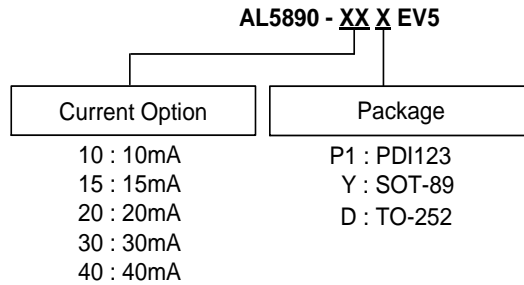 AL5890 - XX X EV5
Current Option
Package
10 : 10mA
15 : 15mA
20 : 20mA
30 : 30mA
40 : 40mA
P1 : PDI123
Y : SOT-89
D : TO-252